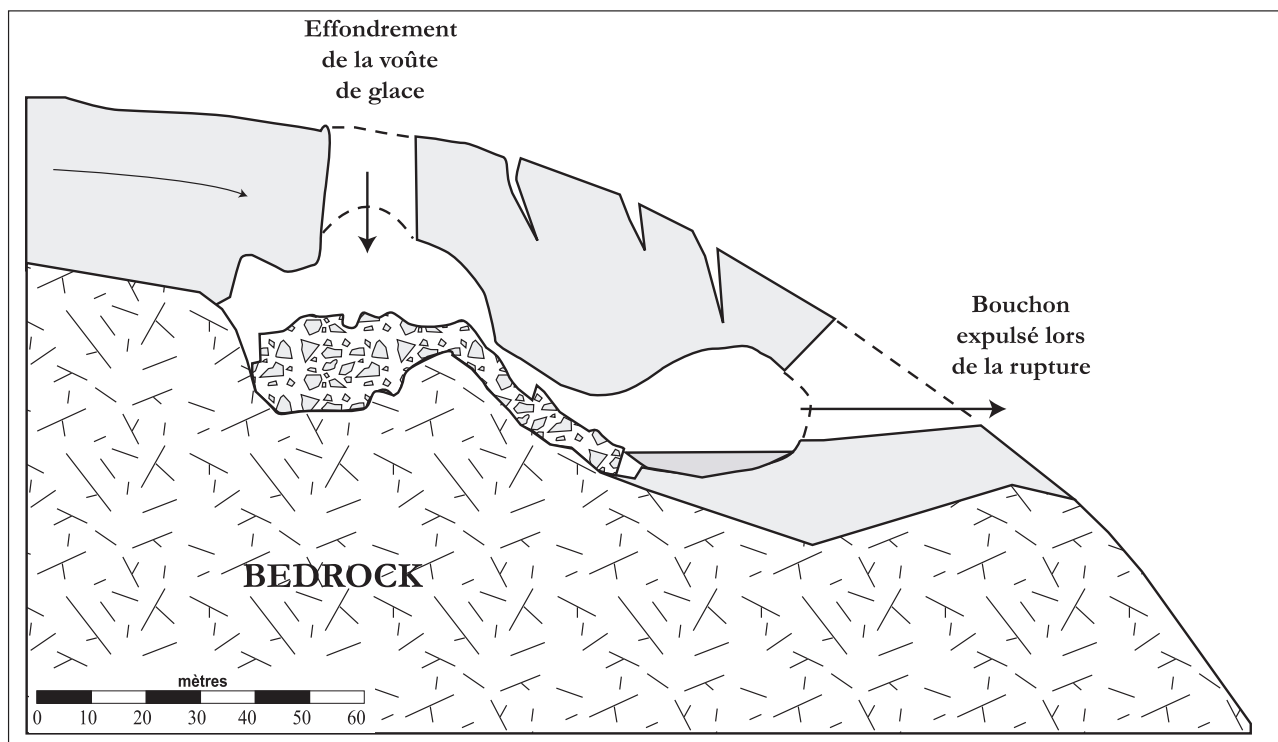 Effondrement
de la voûte
de glace
Bouchon
expulsé lors
de la rupture
BEDROCK
mètres
0 10 20 30 40 50 60